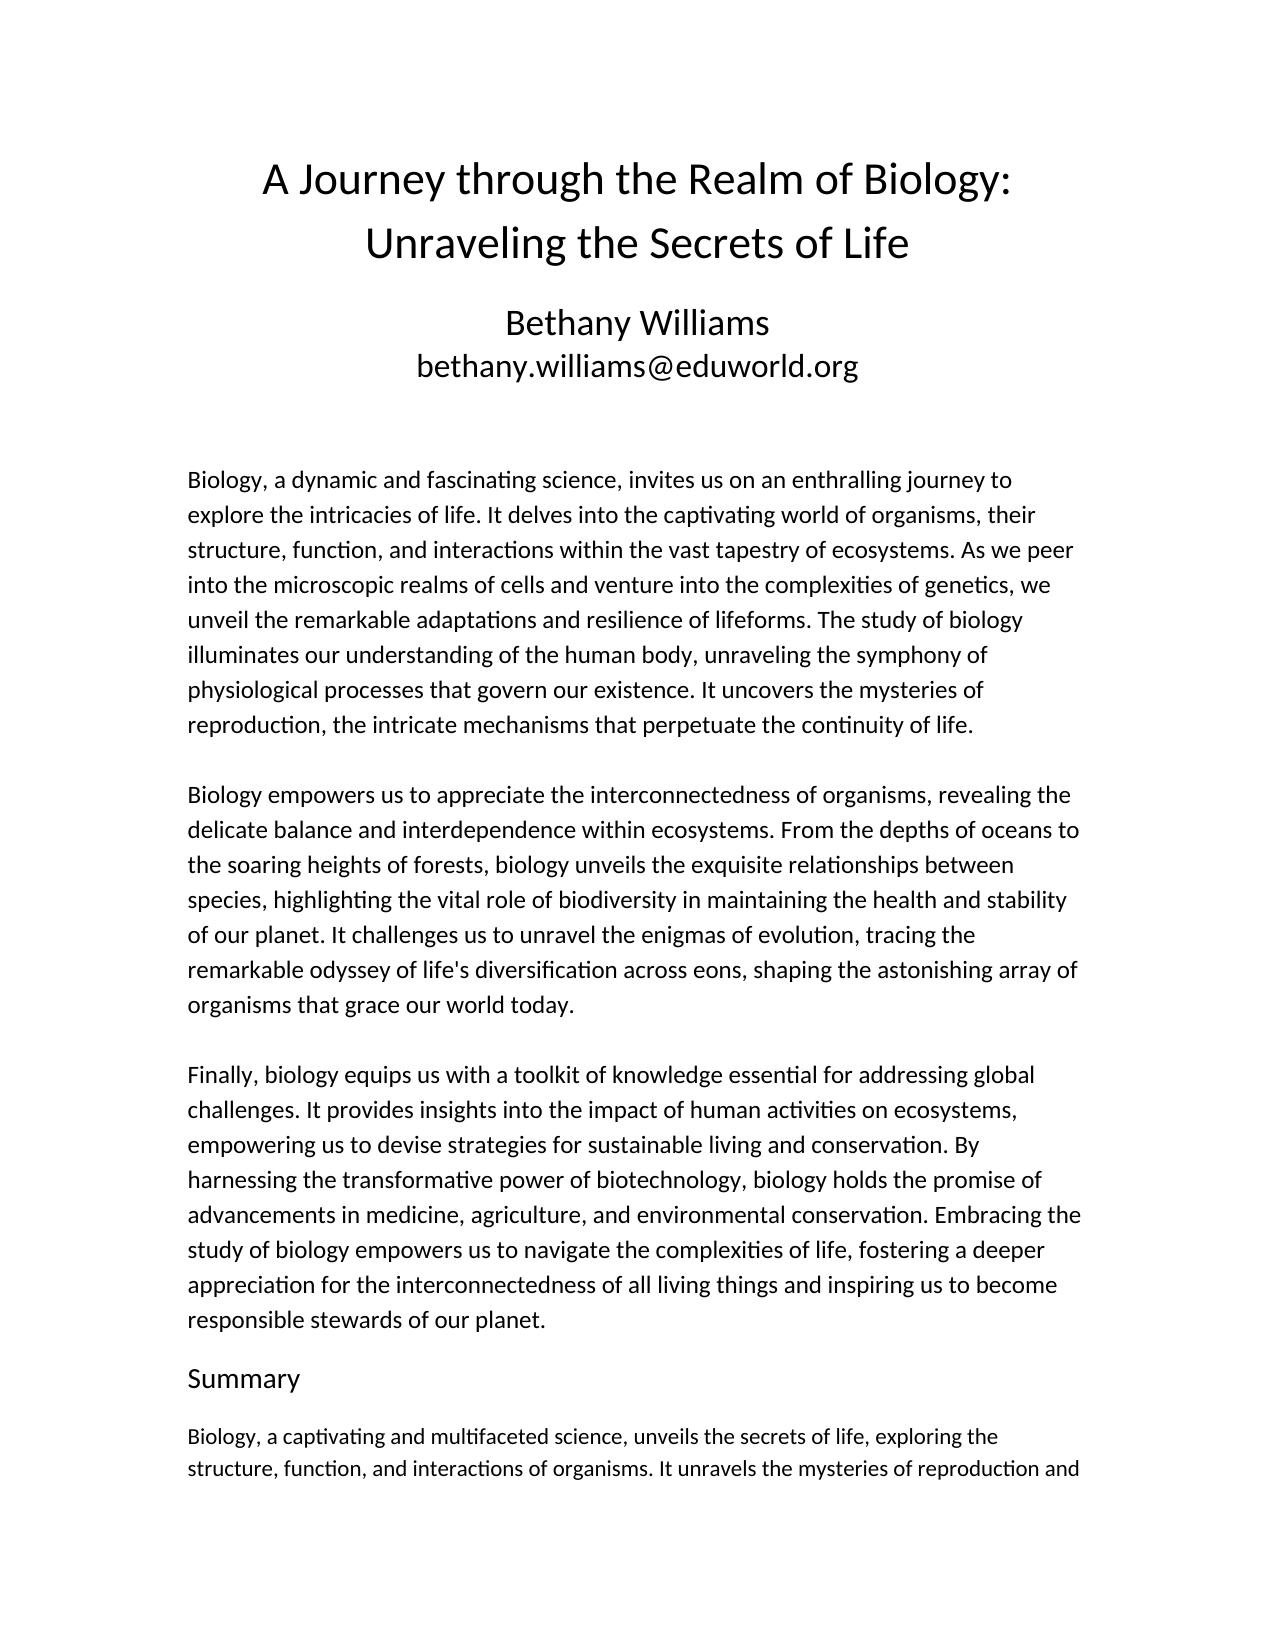 A Journey through the Realm of Biology:
Unraveling the Secrets of Life
Bethany Williams
bethany.williams@eduworld.org
Biology, a dynamic and fascinating science, invites us on an enthralling journey to
explore the intricacies of life. It delves into the captivating world of organisms, their
structure, function, and interactions within the vast tapestry of ecosystems. As we peer
into the microscopic realms of cells and venture into the complexities of genetics, we
unveil the remarkable adaptations and resilience of lifeforms. The study of biology
illuminates our understanding of the human body, unraveling the symphony of
physiological processes that govern our existence. It uncovers the mysteries of
reproduction, the intricate mechanisms that perpetuate the continuity of life.
Biology empowers us to appreciate the interconnectedness of organisms, revealing the
delicate balance and interdependence within ecosystems. From the depths of oceans to
the soaring heights of forests, biology unveils the exquisite relationships between
species, highlighting the vital role of biodiversity in maintaining the health and stability
of our planet. It challenges us to unravel the enigmas of evolution, tracing the
remarkable odyssey of life's diversification across eons, shaping the astonishing array of
organisms that grace our world today.
Finally, biology equips us with a toolkit of knowledge essential for addressing global
challenges. It provides insights into the impact of human activities on ecosystems,
empowering us to devise strategies for sustainable living and conservation. By
harnessing the transformative power of biotechnology, biology holds the promise of
advancements in medicine, agriculture, and environmental conservation. Embracing the
study of biology empowers us to navigate the complexities of life, fostering a deeper
appreciation for the interconnectedness of all living things and inspiring us to become
responsible stewards of our planet.
Summary
Biology, a captivating and multifaceted science, unveils the secrets of life, exploring the
structure, function, and interactions of organisms. It unravels the mysteries of reproduction and